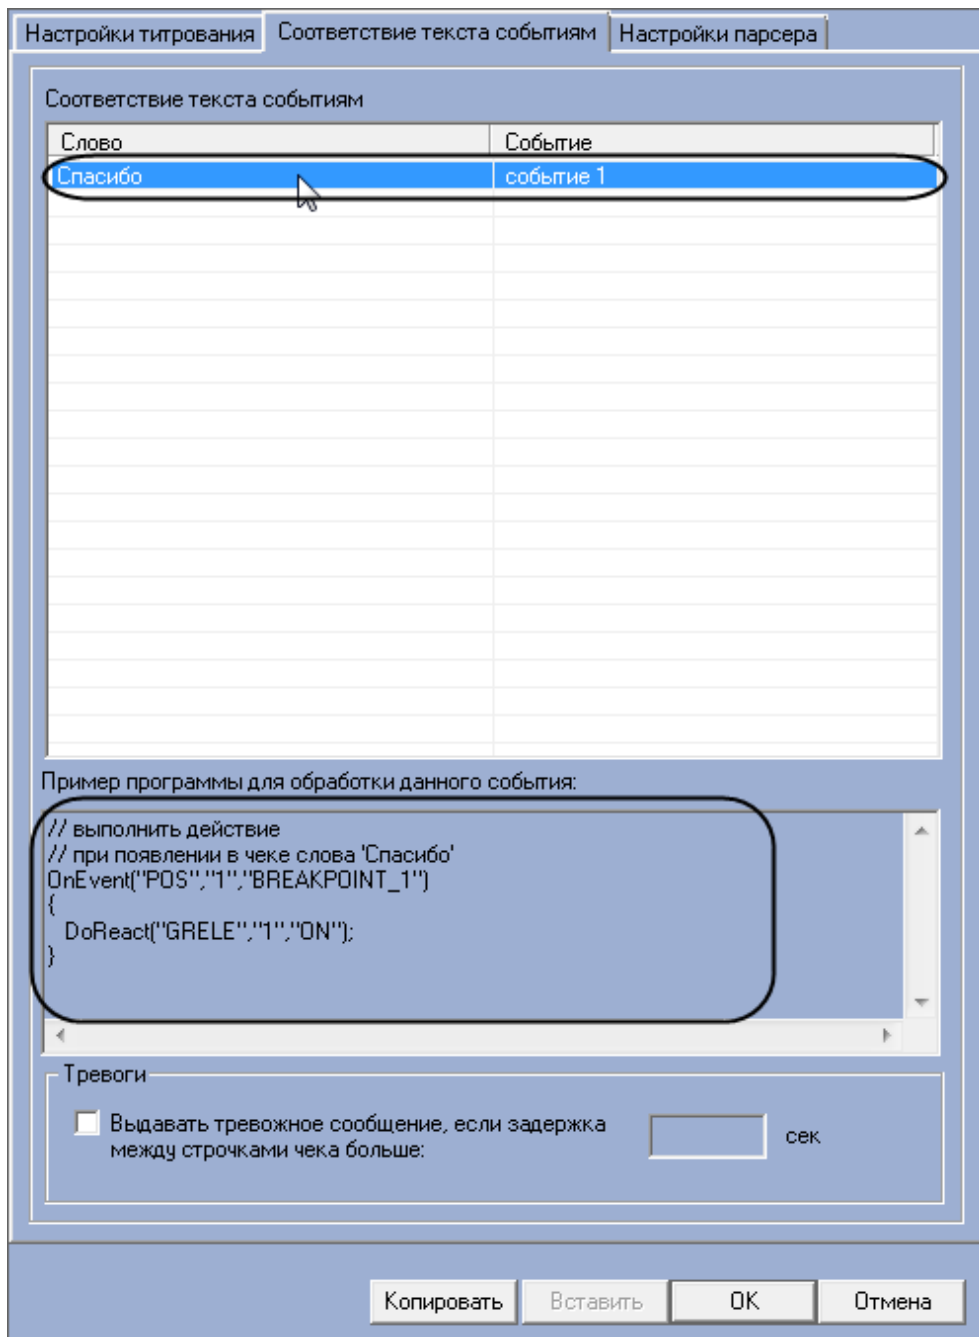 Настройки титрования Соответствие текста событиям Настройки парсера
Соответствие текста событиям
Слово Событие
Спасибо событие 1
Пример программы для обработки данного события:
// выполнить действие
// при появлении в чеке слова 'Спасибо'
OnEvent("POS","1","BREAKPOINT_1")
{
DoReact("GRELE","1","ON");
}
Тревоги
Выдавать тревожное сообщение, если задержка
между строчками чека больше: сек
Копировать Вставить OK Отмена